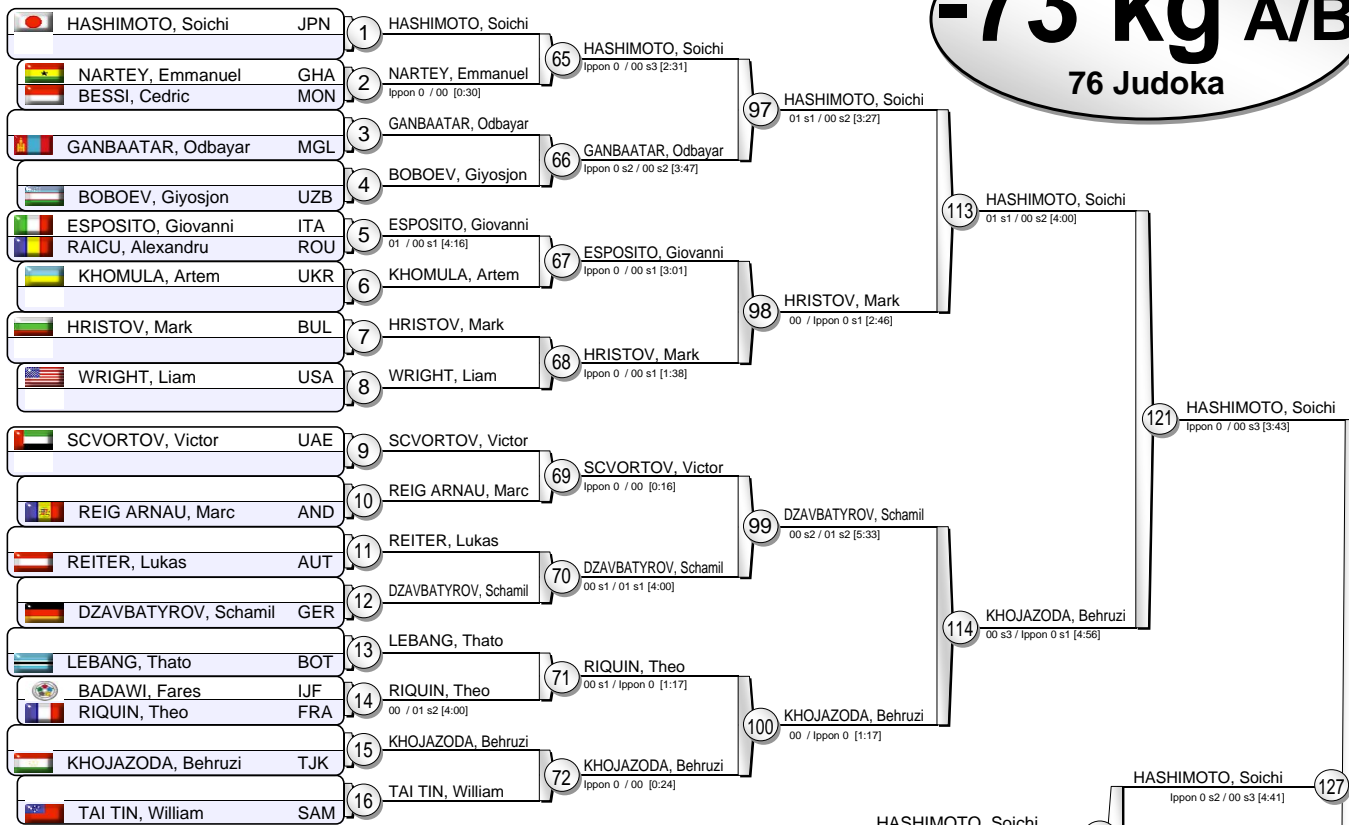 -73 kg A/B
76 Judoka
HASHIMOTO, Soichi JPN
NARTEY, Emmanuel GHA
BESSI, Cedric MON
GANBAATAR, Odbayar MGL
BOBOEV, Giyosjon UZB
ESPOSITO, Giovanni ITA
RAICU, Alexandru ROU
KHOMULA, Artem UKR
HRISTOV, Mark BUL
WRIGHT, Liam USA
SCVORTOV, Victor UAE
REIG ARNAU, Marc AND
REITER, Lukas AUT
DZAVBATYROV, Schamil GER
LEBANG, Thato BOT
BADAWI, Fares IJF
RIQUIN, Theo FRA
KHOJAZODA, Behruzi TJK
TAI TIN, William SAM
1 HASHIMOTO, Soichi
2 NARTEY, Emmanuel
Ippon 0 / 00 [0:30]
3 GANBAATAR, Odbayar
4 BOBOEV, Giyosjon
5 ESPOSITO, Giovanni
01 / 00 s1 [4:16]
6 KHOMULA, Artem
7 HRISTOV, Mark
8 WRIGHT, Liam
9 SCVORTOV, Victor
10 REIG ARNAU, Marc
11 REITER, Lukas
12 DZAVBATYROV, Schamil
13 LEBANG, Thato
14 RIQUIN, Theo
00 / 01 s2 [4:00]
15 KHOJAZODA, Behruzi
16 TAI TIN, William
65 HASHIMOTO, Soichi
Ippon 0 / 00 s3 [2:31]
66 GANBAATAR, Odbayar
Ippon 0 s2 / 00 s2 [3:47]
67 ESPOSITO, Giovanni
Ippon 0 / 00 s1 [3:01]
68 HRISTOV, Mark
Ippon 0 / 00 s1 [1:38]
69 SCVORTOV, Victor
Ippon 0 / 00 [0:16]
70 DZAVBATYROV, Schamil
00 s1 / 01 s1 [4:00]
71 RIQUIN, Theo
00 s1 / Ippon 0 [1:17]
72 KHOJAZODA, Behruzi
Ippon 0 / 00 [0:24]
97 HASHIMOTO, Soichi
01 s1 / 00 s2 [3:27]
98 HRISTOV, Mark
00 / Ippon 0 s1 [2:46]
99 DZAVBATYROV, Schamil
00 s2 / 01 s2 [5:33]
100 KHOJAZODA, Behruzi
00 / Ippon 0 [1:17]
113 HASHIMOTO, Soichi
01 s1 / 00 s2 [4:00]
114 KHOJAZODA, Behruzi
00 s3 / Ippon 0 s1 [4:56]
121 HASHIMOTO, Soichi
Ippon 0 / 00 s3 [3:43]
HASHIMOTO, Soichi 127
Ippon 0 s2 / 00 s3 [4:41]
HASHIMOTO, Soichi